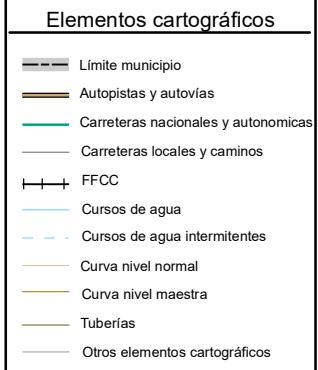 Elementos cartográficos
Límite municipio
Autopistas y autovías
Carreteras nacionales y autonomicas
Carreteras locales y caminos
FFCC
Cursos de agua
Cursos de agua intermitentes
Curva nivel normal
Curva nivel maestra
Tuberías
Otros elementos cartográficos